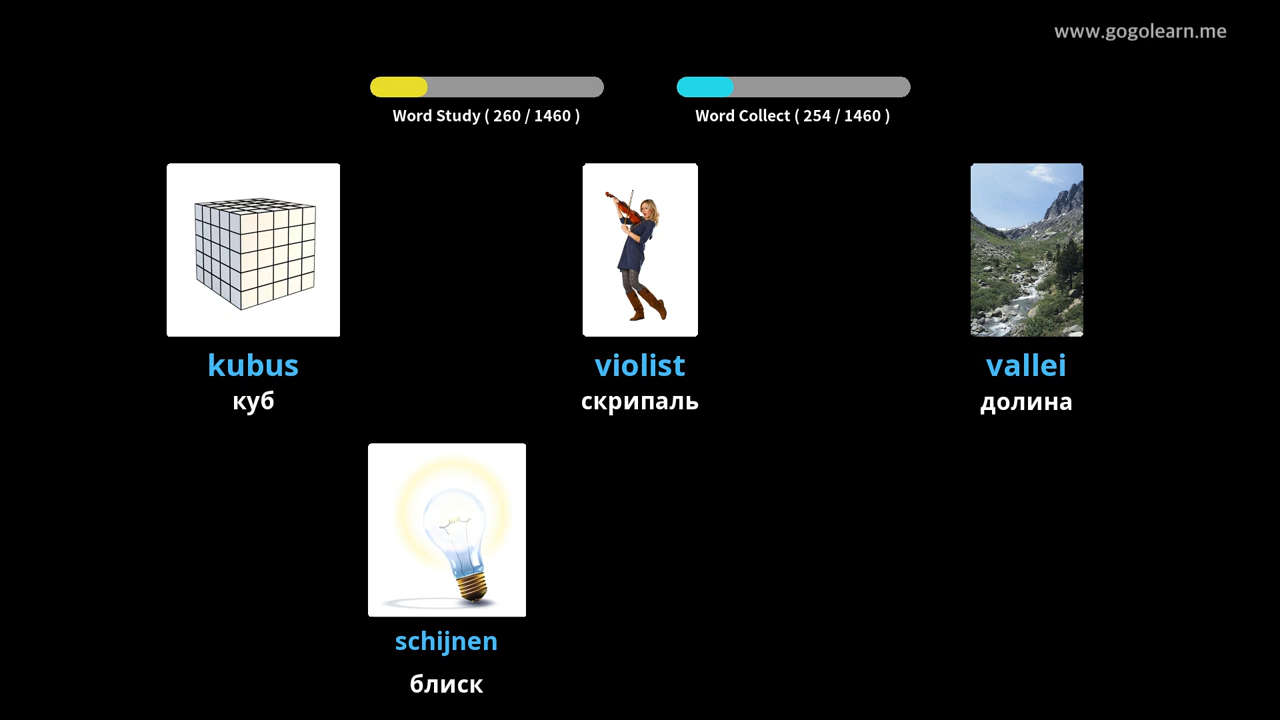 www.gogolearn.me
Word Study ( 260 / 1460 )
Word Collect ( 254 / 1460 )
kubus
куб
violist
скрипаль
vallei
долина
schijnen
блиск